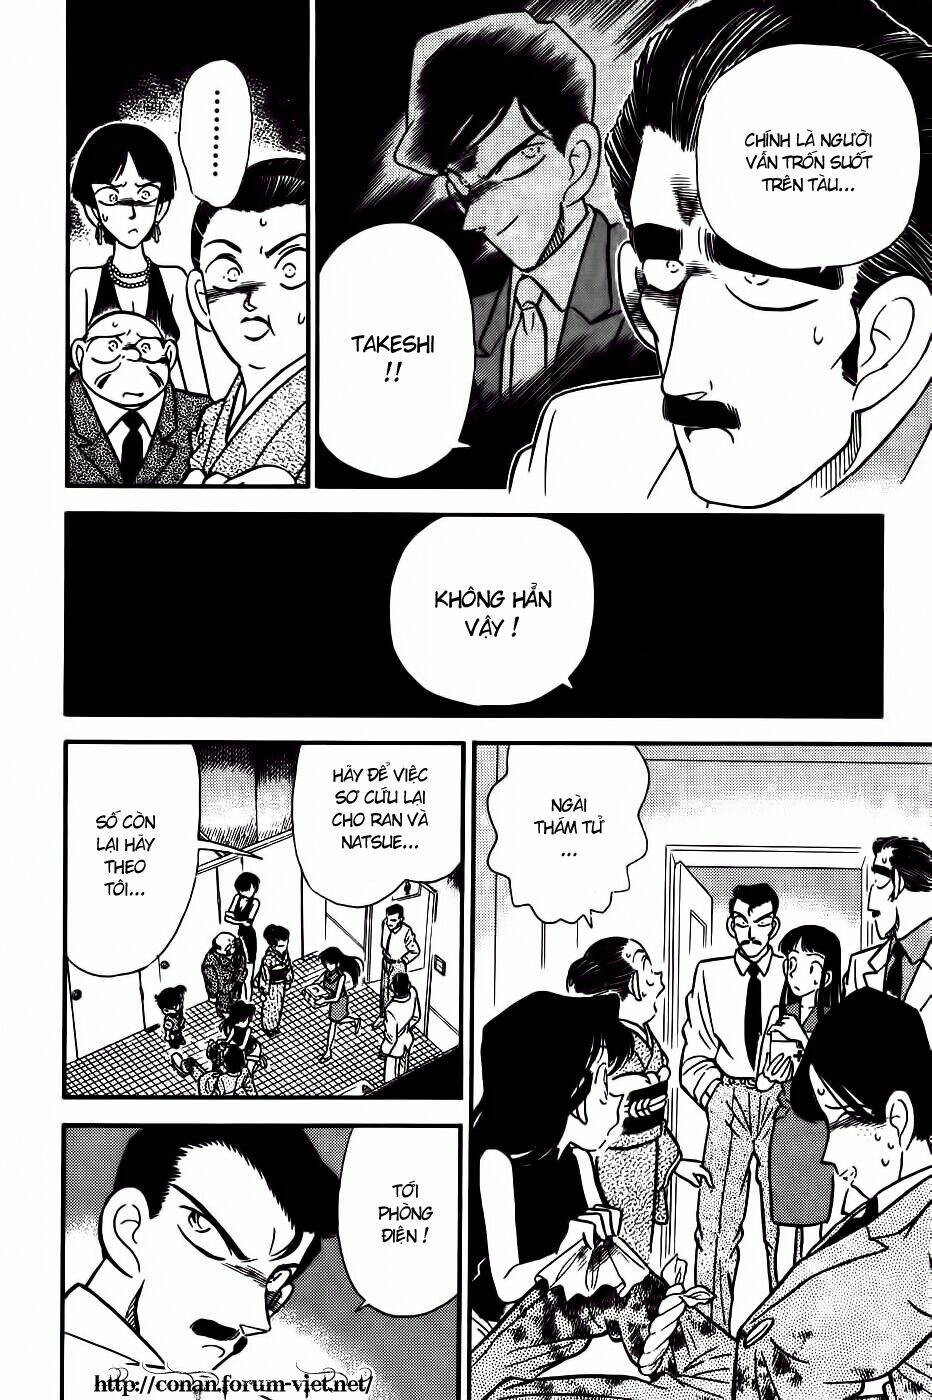 CHÍNH LÀ NGƯỜI
VẪN TRỐN SUỐT
TRÊN TÀU...
TAKESHI
!!
.........
KHÔNG HẲN
VẬY !
NGÀI
THÁM TỬ
...
HÃY ĐỂ VIỆC
SƠ CỨU LẠI
CHO RAN VÀ
NATSUE...
SỐ CÒN
LẠI HÃY
THEO
TÔI...
TỚI
PHÒNG
ĐIỆN !
http://conan.forum-viet.net/